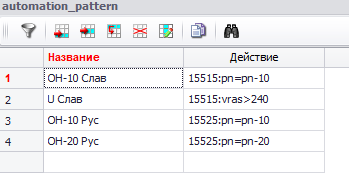 automation_pattern
Название Действие
1 ОН-10 Слав 15515:pn=pn-10
2 U Слав 15515:vras>240
3 ОН-10 Рус 15525:pn=pn-10
4 ОН-20 Рус 15525:pn=pn-20